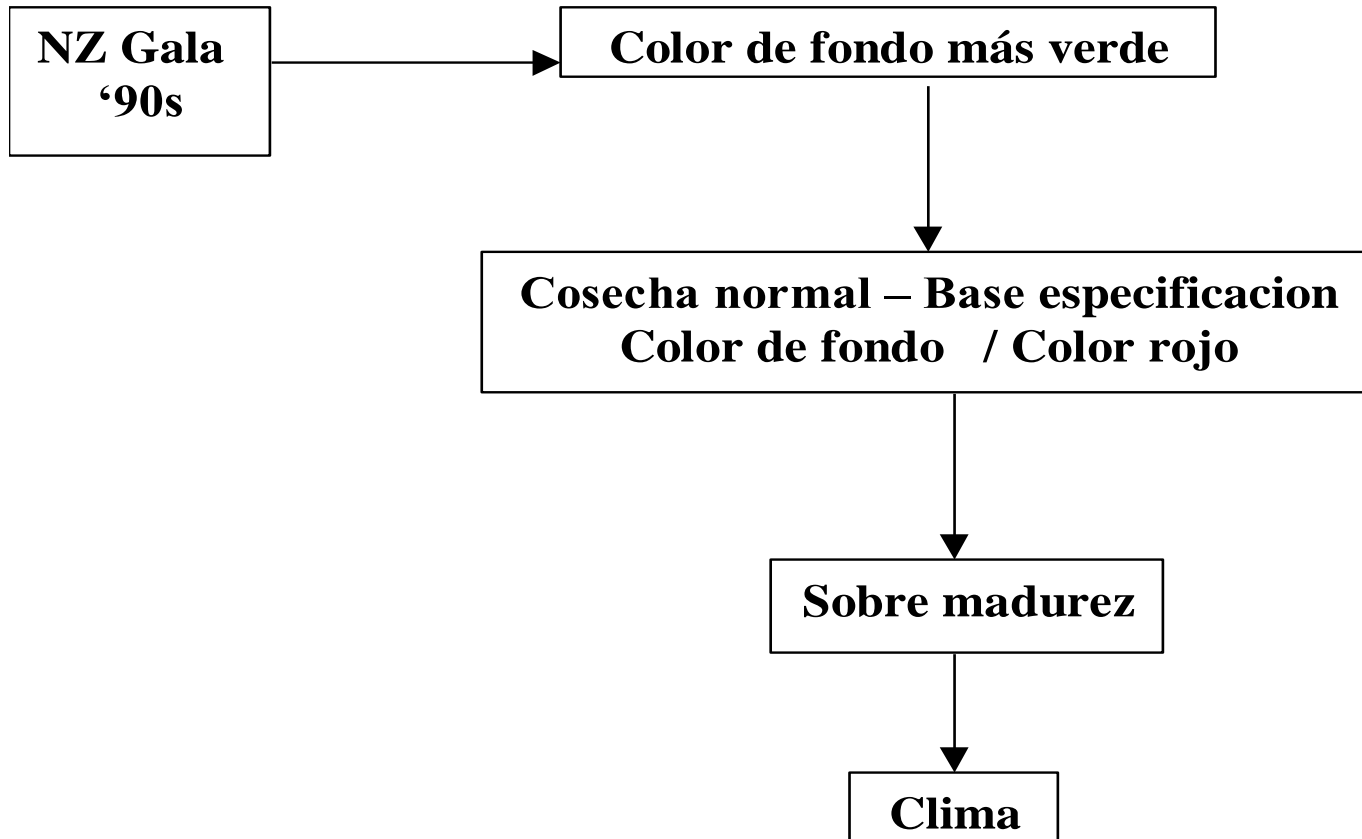 NZ Gala
‘90s
Color de fondo más verde
Cosecha normal – Base especificacion
Color de fondo / Color rojo
Sobre madurez
Clima